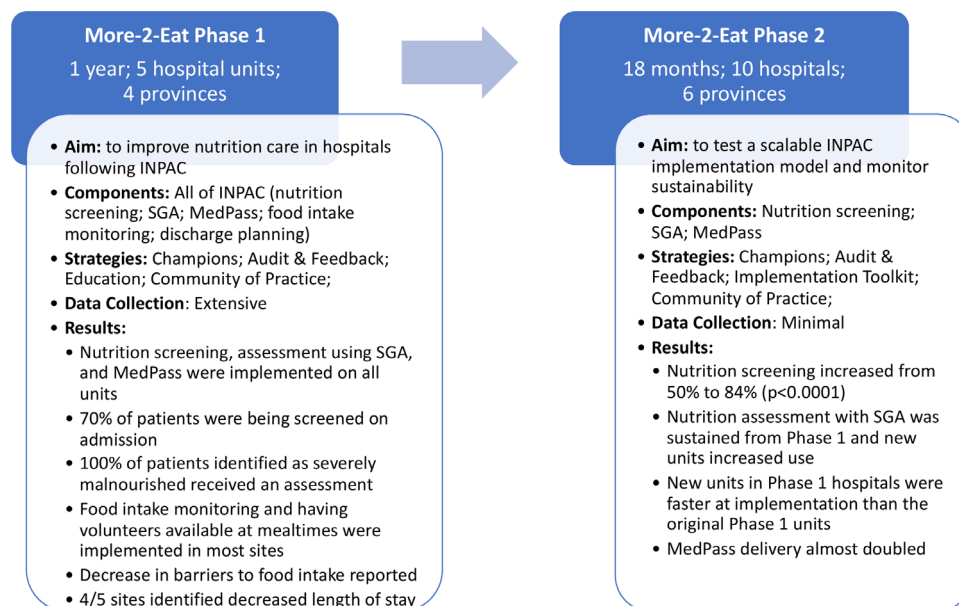 More-2-Eat Phase 1
1 year; 5 hospital units;
4 provinces
• Aim: to improve nutrition care in hospitals
following INPAC
• Components: All of INPAC (nutrition
screening; SGA; MedPass; food intake
monitoring; discharge planning)
• Strategies: Champions; Audit & Feedback;
Education; Community of Practice;
• Data Collection: Extensive
• Results:
• Nutrition screening, assessment using SGA,
and MedPass were implemented on all
units
• 70% of patients were being screened on
admission
• 100% of patients identified as severely
malnourished received an assessment
• Food intake monitoring and having
volunteers available at mealtimes were
implemented in most sites
• Decrease in barriers to food intake reported
• 4/5 sites identified decreased length of stay
More-2-Eat Phase 2
18 months; 10 hospitals;
6 provinces
• Aim: to test a scalable INPAC
implementation model and monitor
sustainability
• Components: Nutrition screening;
SGA; MedPass
• Strategies: Champions; Audit &
Feedback; Implementation Toolkit;
Community of Practice;
• Data Collection: Minimal
• Results:
• Nutrition screening increased from
50% to 84% (p<0.0001)
• Nutrition assessment with SGA was
sustained from Phase 1 and new
units increased use
• New units in Phase 1 hospitals were
faster at implementation than the
original Phase 1 units
• MedPass delivery almost doubled